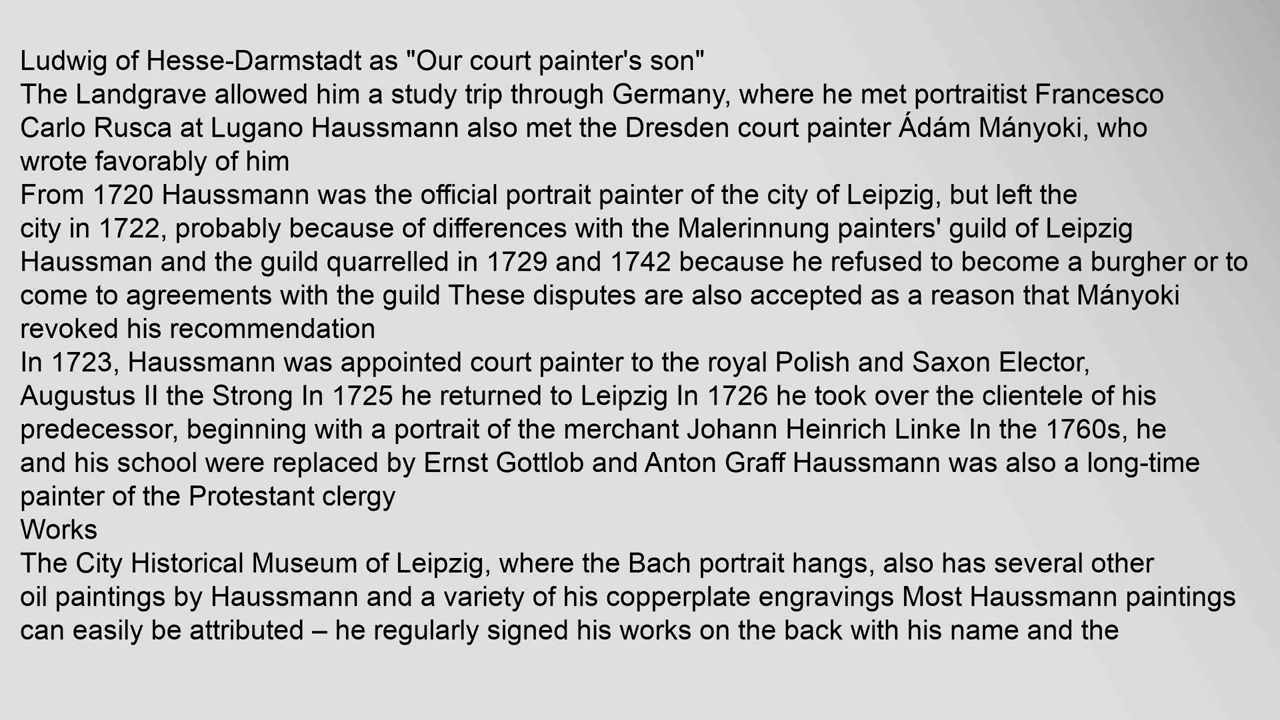 Ludwig of Hesse-Darmstadt as "Our court painter's son"
The Landgrave allowed him a study trip through Germany, where he met portraitist Francesco
Carlo Rusca at Lugano Haussmann also met the Dresden court painter Ádám Mányoki, who
wrote favorably of him
From 1720 Haussmann was the official portrait painter of the city of Leipzig, but left the
city in 1722, probably because of differences with the Malerinnung painters' guild of Leipzig
Haussman and the guild quarrelled in 1729 and 1742 because he refused to become a burgher or to
come to agreements with the guild These disputes are also accepted as a reason that Mányoki
revoked his recommendation
In 1723, Haussmann was appointed court painter to the royal Polish and Saxon Elector,
Augustus II the Strong In 1725 he returned to Leipzig In 1726 he took over the clientele of his
predecessor, beginning with a portrait of the merchant Johann Heinrich Linke In the 1760s, he
and his school were replaced by Ernst Gottlob and Anton Graff Haussmann was also a long-time
painter of the Protestant clergy
Works
The City Historical Museum of Leipzig, where the Bach portrait hangs, also has several other
oil paintings by Haussmann and a variety of his copperplate engravings Most Haussmann paintings
can easily be attributed – he regularly signed his works on the back with his name and the